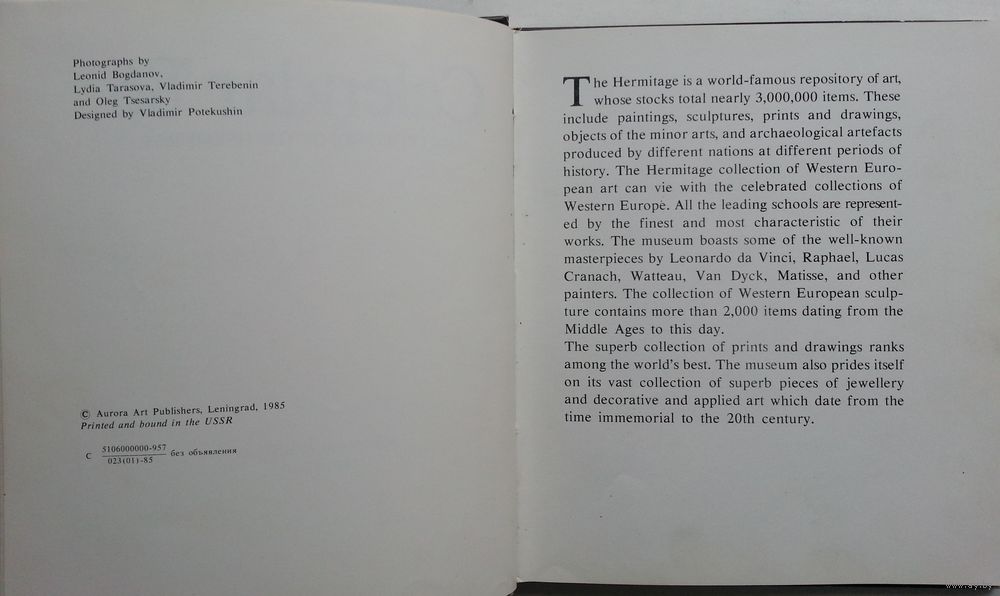 Photographs by
Leonid Bogdanov,
Lydia Tarasova, Vladimir Terebenin
and Oleg Tsesarsky
Designed by Vladimir Potekushin
© Aurora Art Publishers, Leningrad, 1985
Printed and bound in the USSR
С 5106000000-957
023(01)-85 без объявления
The Hermitage is a world-famous repository of art,
whose stocks total nearly 3,000,000 items. These
include paintings, sculptures, prints and drawings,
objects of the minor arts, and archaeological artefacts
produced by different nations at different periods of
history. The Hermitage collection of Western Euro-
pean art can vie with the celebrated collections of
Western Europe. All the leading schools are represent-
ed by the finest and most characteristic of their
works. The museum boasts some of the well-known
masterpieces by Leonardo da Vinci, Raphael, Lucas
Cranach, Watteau, Van Dyck, Matisse, and other
painters. The collection of Western European sculp-
ture contains more than 2,000 items dating from the
Middle Ages to this day.
The superb collection of prints and drawings ranks
among the world's best. The museum also prides itself
on its vast collection of superb pieces of jewellery
and decorative and applied art which date from the
time immemorial to the 20th century.